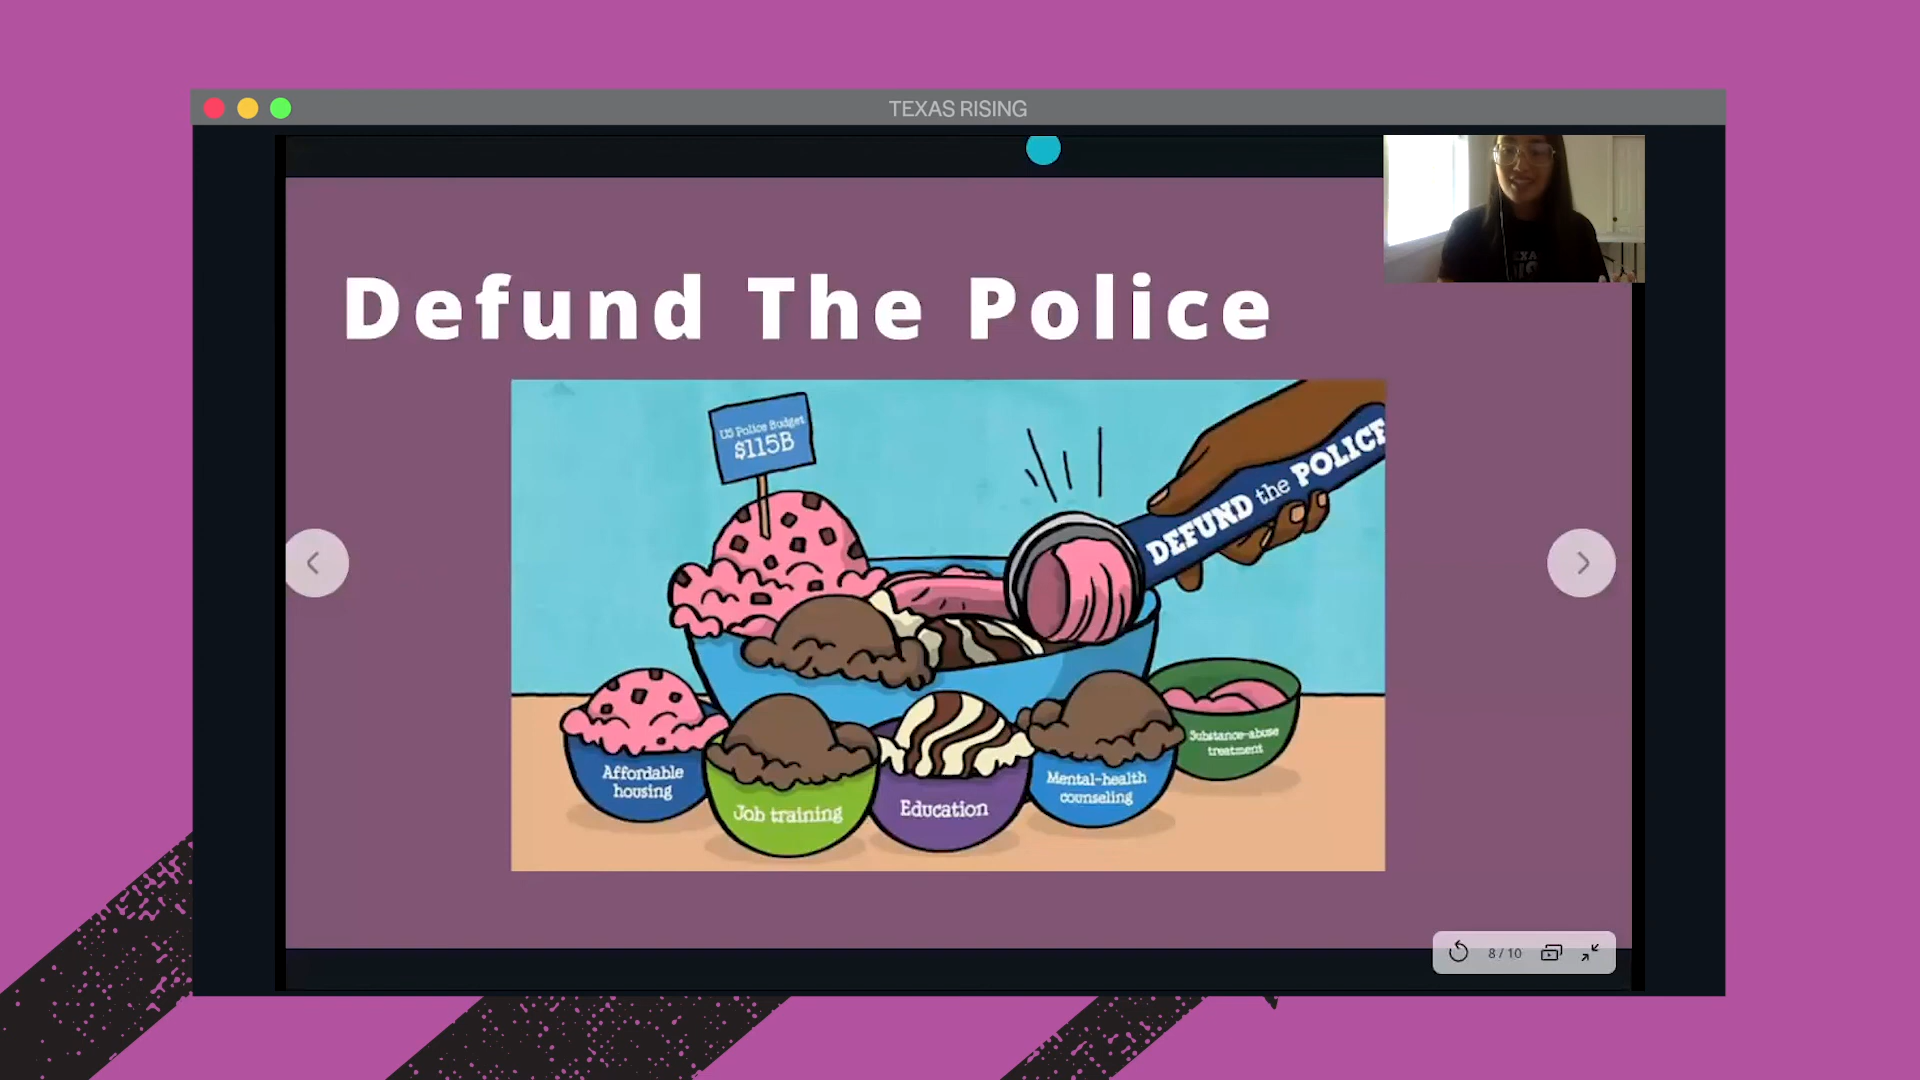 TEXAS RISING
Defund The Police
US Police Budget
$115B
DEFUND the POLICE
Affordable
housing
Job training
Education
Mental-health
counseling
Substance-abuse
treatment
8 / 10